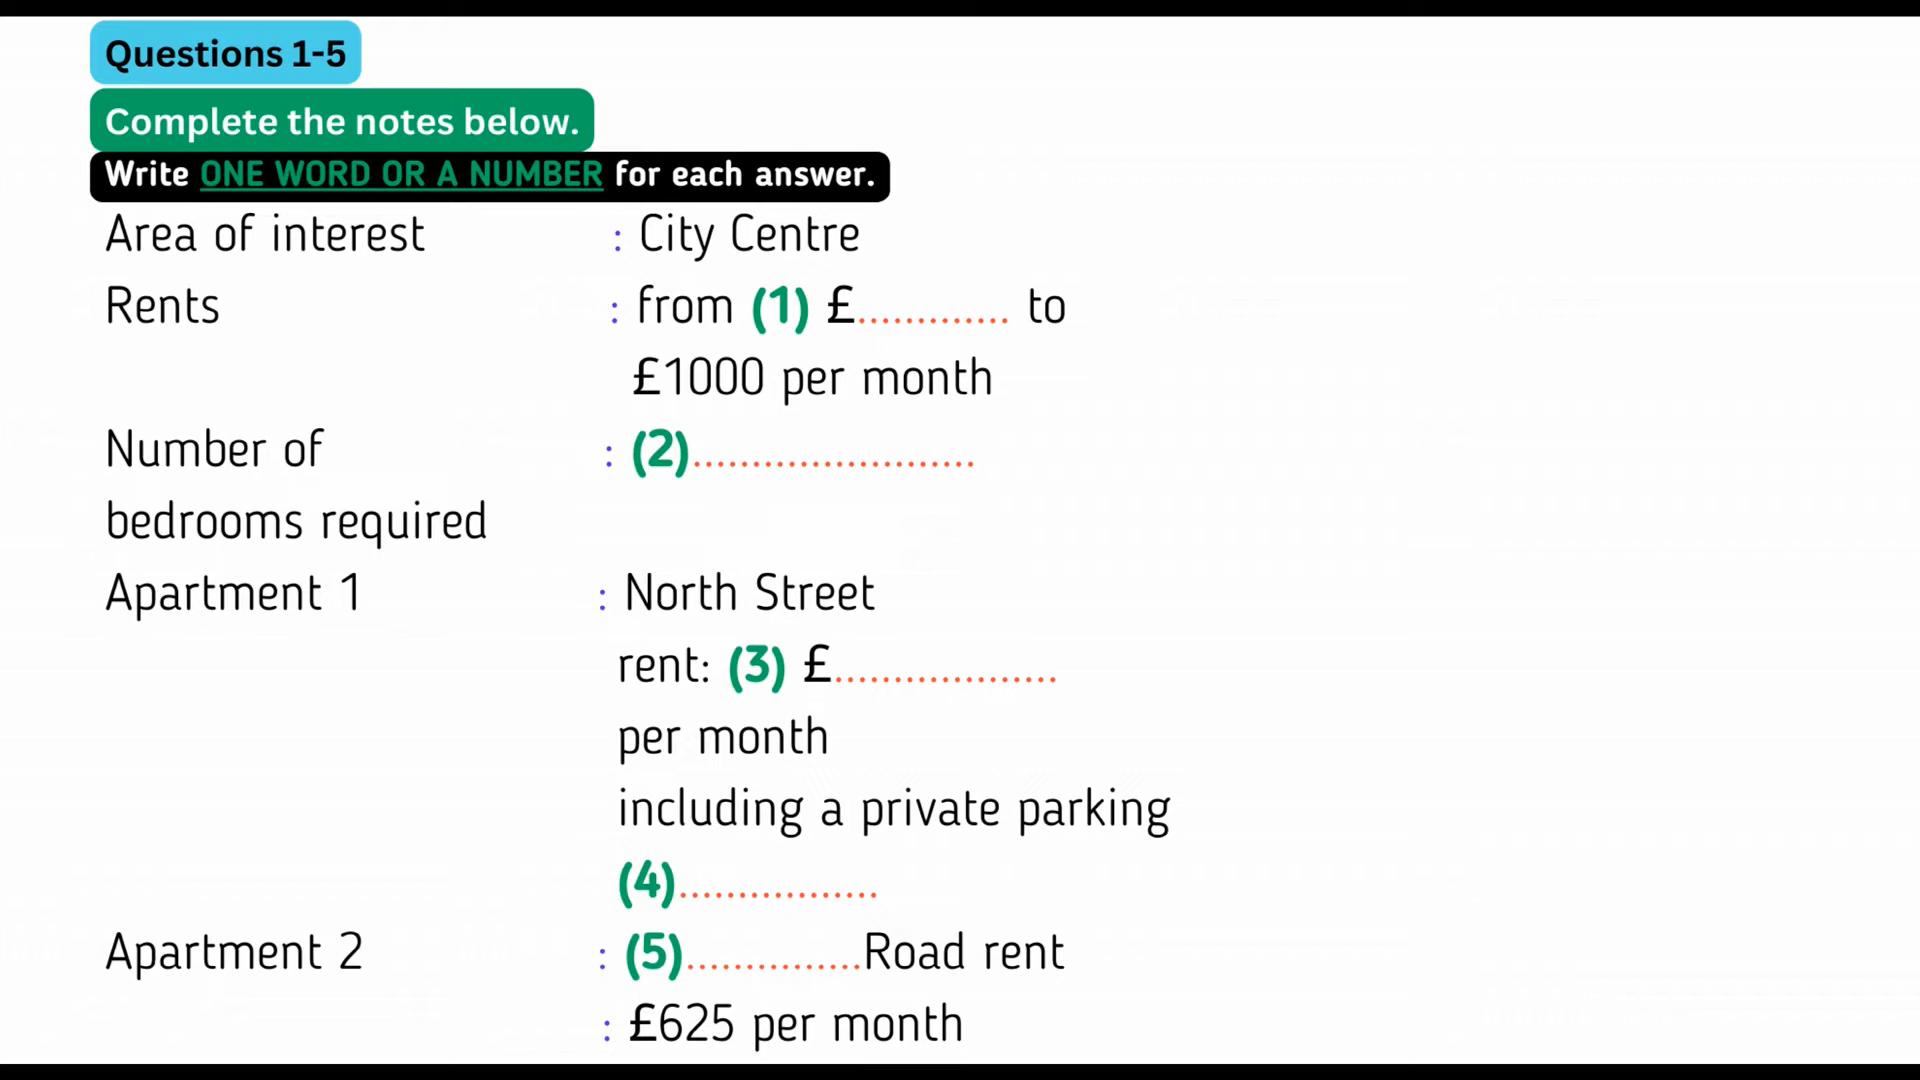 Questions 1-5
Complete the notes below.
Write ONE WORD OR A NUMBER for each answer.
Area of interest : City Centre
Rents : from (1) £............. to
£1000 per month
Number of : (2)........................
bedrooms required
Apartment 1 : North Street
rent: (3) £...................
per month
including a private parking
(4).................
Apartment 2 : (5)...............Road rent
: £625 per month